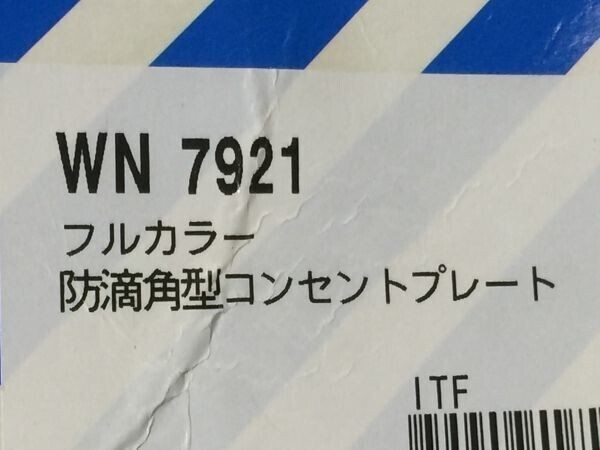 WN 7921
フルカラー
防滴角型コンセントプレート
ITF